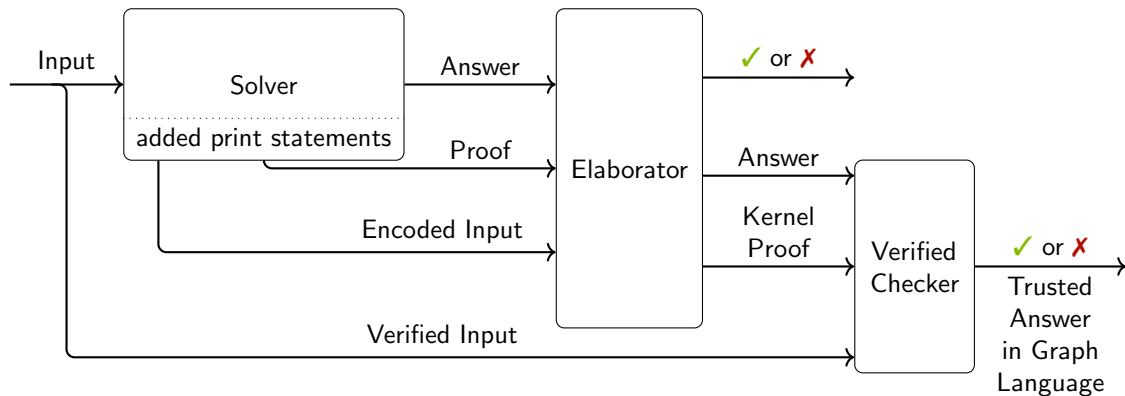 Input
Solver
added print statements
Answer
Proof
Encoded Input
Verified Input
Elaborator
✓ or ✗
Answer
Kernel
Proof
Verified
Checker
✓ or ✗
Trusted
Answer
in Graph
Language